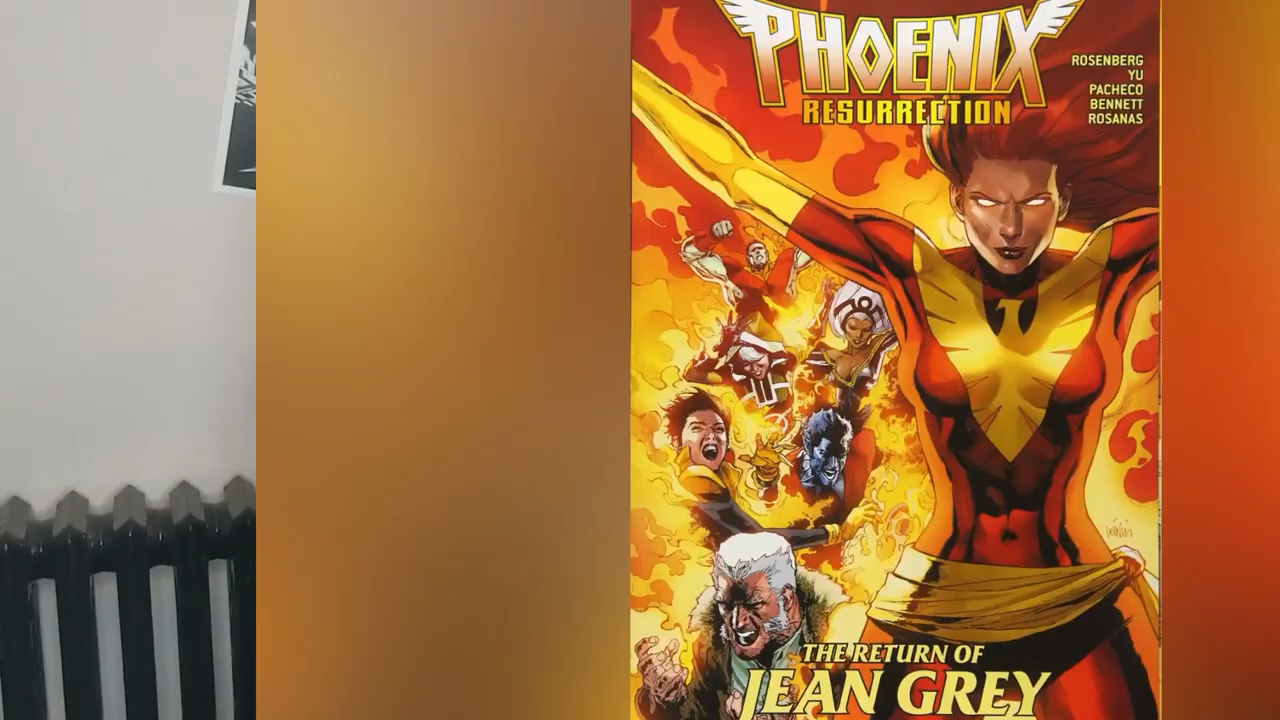 PHOENIX
RESURRECTION
ROSENBERG
YU
PACHECO
BENNETT
ROSANAS
THE RETURN OF
JEAN GREY